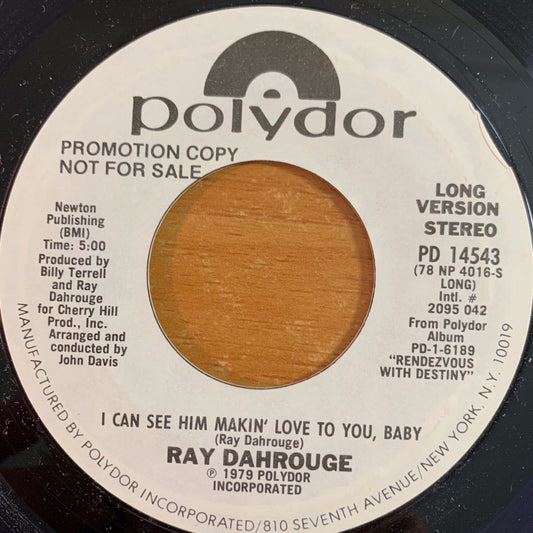 polydor
PROMOTION COPY
NOT FOR SALE
Newton
Publishing
(BMI)
Time: 5:00
Produced by
Billy Terrell
and Ray
Dahrouge
for Cherry Hill
Prod., Inc.
Arranged and
conducted by
John Davis
LONG
VERSION
STEREO
PD 14543
(78 NP 4016-S
LONG)
Intl. #
2095 042
From Polydor
Album
PD-1-6189
"RENDEZVOUS
WITH DESTINY"
I CAN SEE HIM MAKIN' LOVE TO YOU, BABY
(Ray Dahrouge)
RAY DAHROUGE
℗ 1979 POLYDOR
INCORPORATED
MANUFACTURED BY POLYDOR INCORPORATED/810 SEVENTH AVENUE/NEW YORK, N.Y. 10019